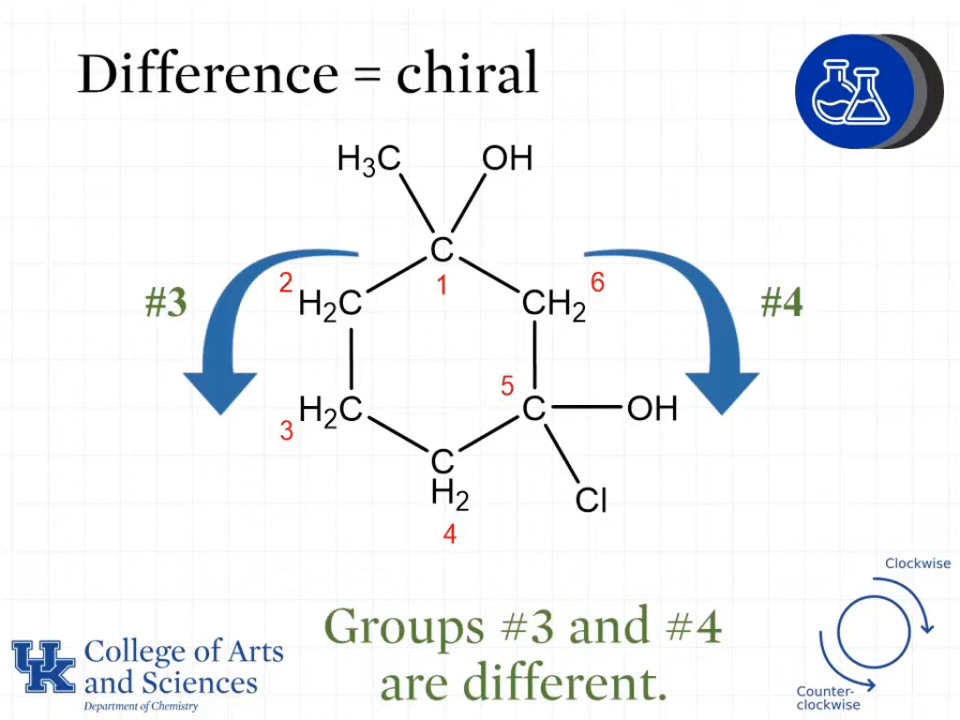 Difference = chiral
H3C OH
C
2 1 6
H2C CH2
#3 #4
5
H2C C OH
3
C
H2 Cl
4
Clockwise
Groups #3 and #4
are different.
UK College of Arts
and Sciences
Department of Chemistry
Counter-
clockwise